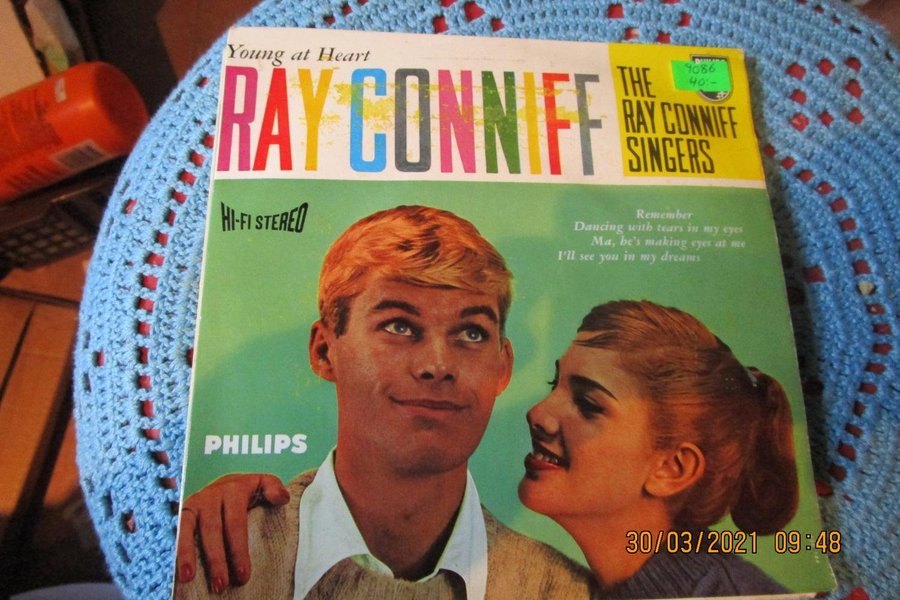 Young at Heart
RAY CONNIFF
THE
RAY CONNIFF
SINGERS
PHILIPS
9086
40:-
HI-FI STEREO
Remember
Dancing with tears in my eyes
Ma, he's making eyes at me
I'll see you in my dreams
PHILIPS
30/03/2021 09:48